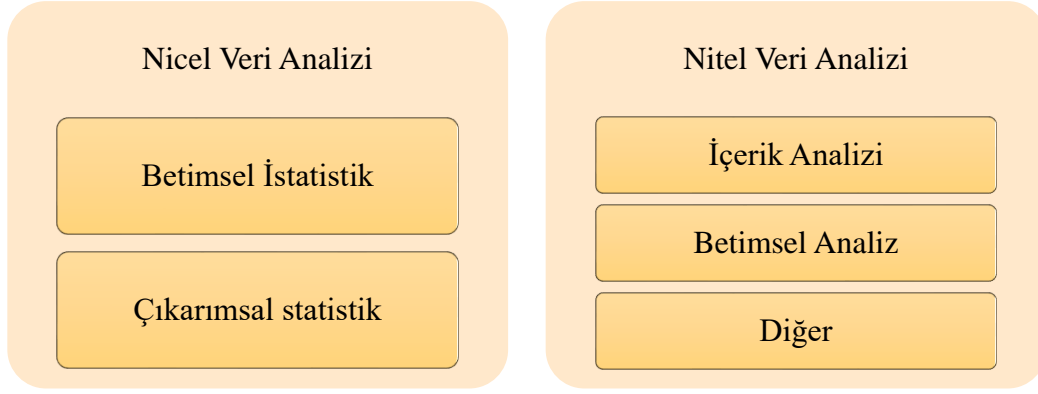 Nicel Veri Analizi
Betimsel İstatistik
Çıkarımsal statistik
Nitel Veri Analizi
İçerik Analizi
Betimsel Analiz
Diğer